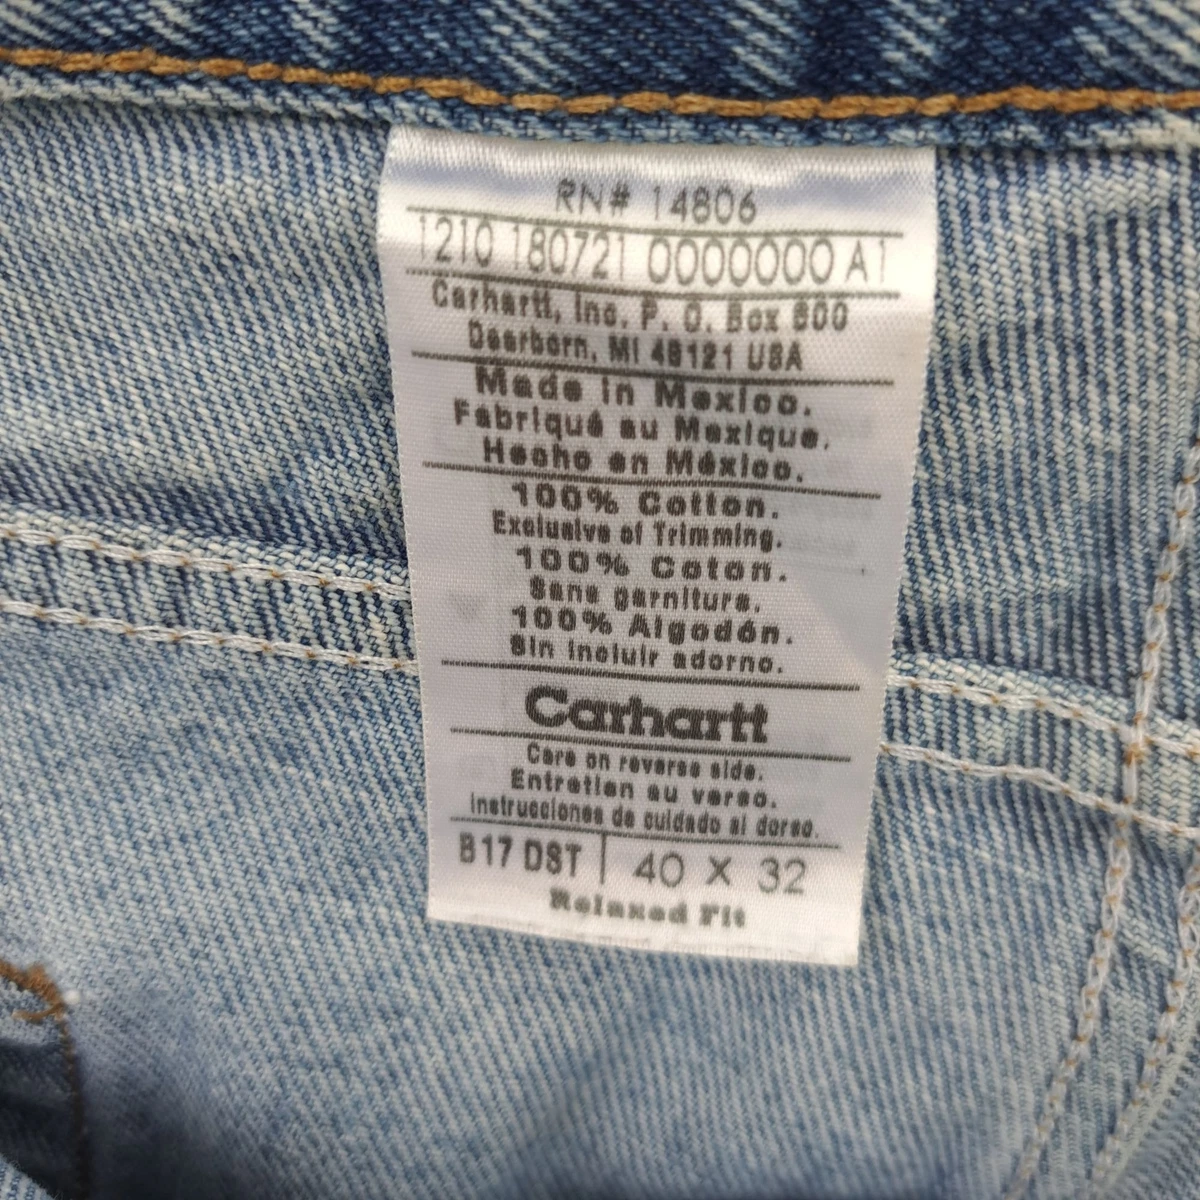 RN# 14806
1210 180721 0000000 A1
Carhartt, Inc. P. O. Box 600
Dearborn, MI 48121 USA
Made in Mexico.
Fabriqué au Mexique.
Hecho en México.
100% Cotton.
Exclusive of Trimming.
100% Coton.
Sans garniture.
100% Algodón.
Sin incluir adorno.
Carhartt
Care on reverse side.
Entretien au verso.
Instrucciones de cuidado al dorso.
B17 DST 40 X 32
Relaxed Fit